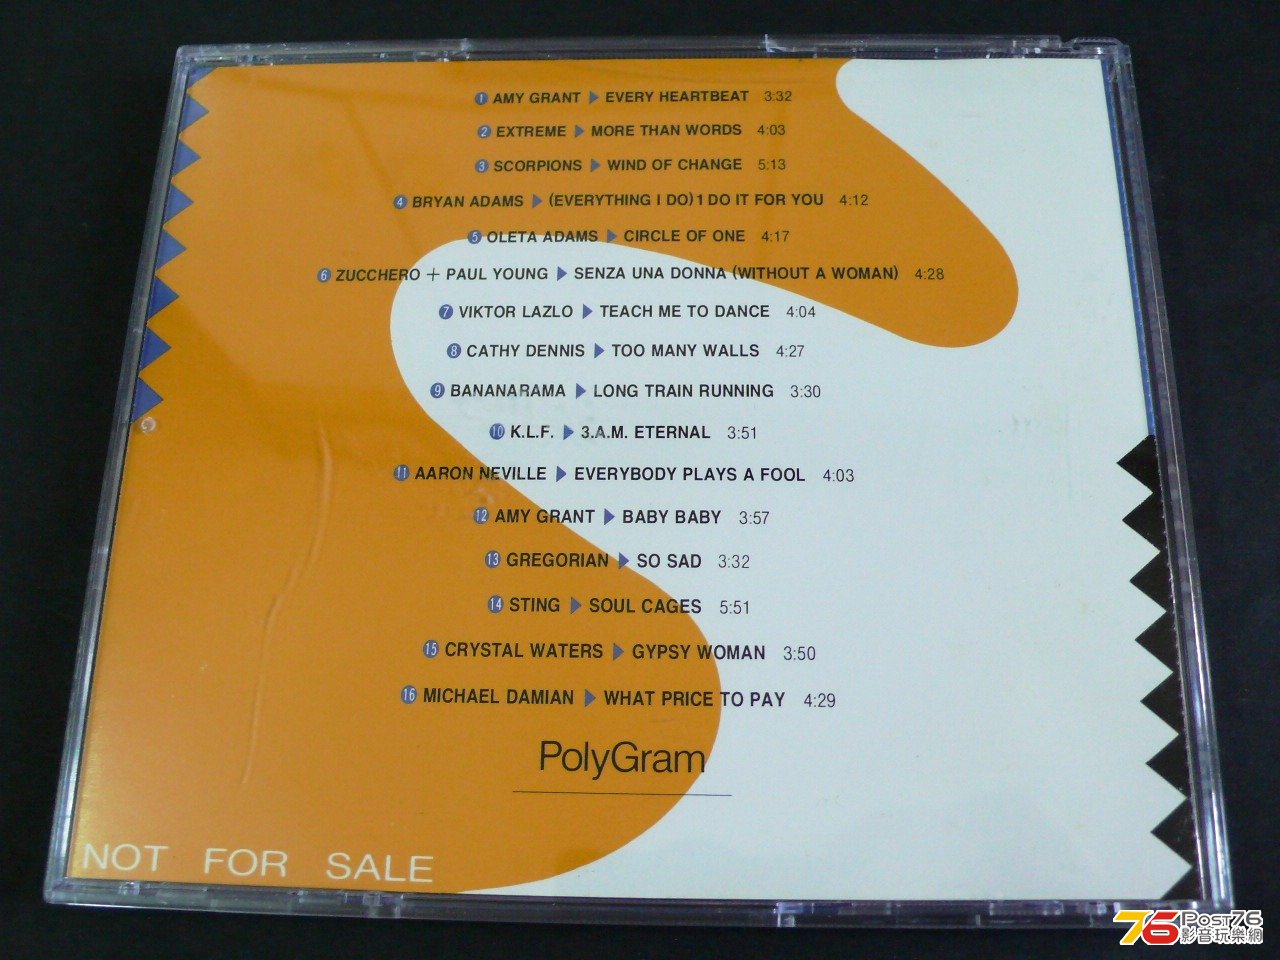 1 AMY GRANT ▶ EVERY HEARTBEAT 3:32
2 EXTREME ▶ MORE THAN WORDS 4:03
3 SCORPIONS ▶ WIND OF CHANGE 5:13
4 BRYAN ADAMS ▶ (EVERYTHING I DO) 1 DO IT FOR YOU 4:12
5 OLETA ADAMS ▶ CIRCLE OF ONE 4:17
6 ZUCCHERO + PAUL YOUNG ▶ SENZA UNA DONNA (WITHOUT A WOMAN) 4:28
7 VIKTOR LAZLO ▶ TEACH ME TO DANCE 4:04
8 CATHY DENNIS ▶ TOO MANY WALLS 4:27
9 BANANARAMA ▶ LONG TRAIN RUNNING 3:30
10 K.L.F. ▶ 3.A.M. ETERNAL 3:51
11 AARON NEVILLE ▶ EVERYBODY PLAYS A FOOL 4:03
12 AMY GRANT ▶ BABY BABY 3:57
13 GREGORIAN ▶ SO SAD 3:32
14 STING ▶ SOUL CAGES 5:51
15 CRYSTAL WATERS ▶ GYPSY WOMAN 3:50
16 MICHAEL DAMIAN ▶ WHAT PRICE TO PAY 4:29
PolyGram
NOT FOR SALE
76 Post76
影音玩樂網